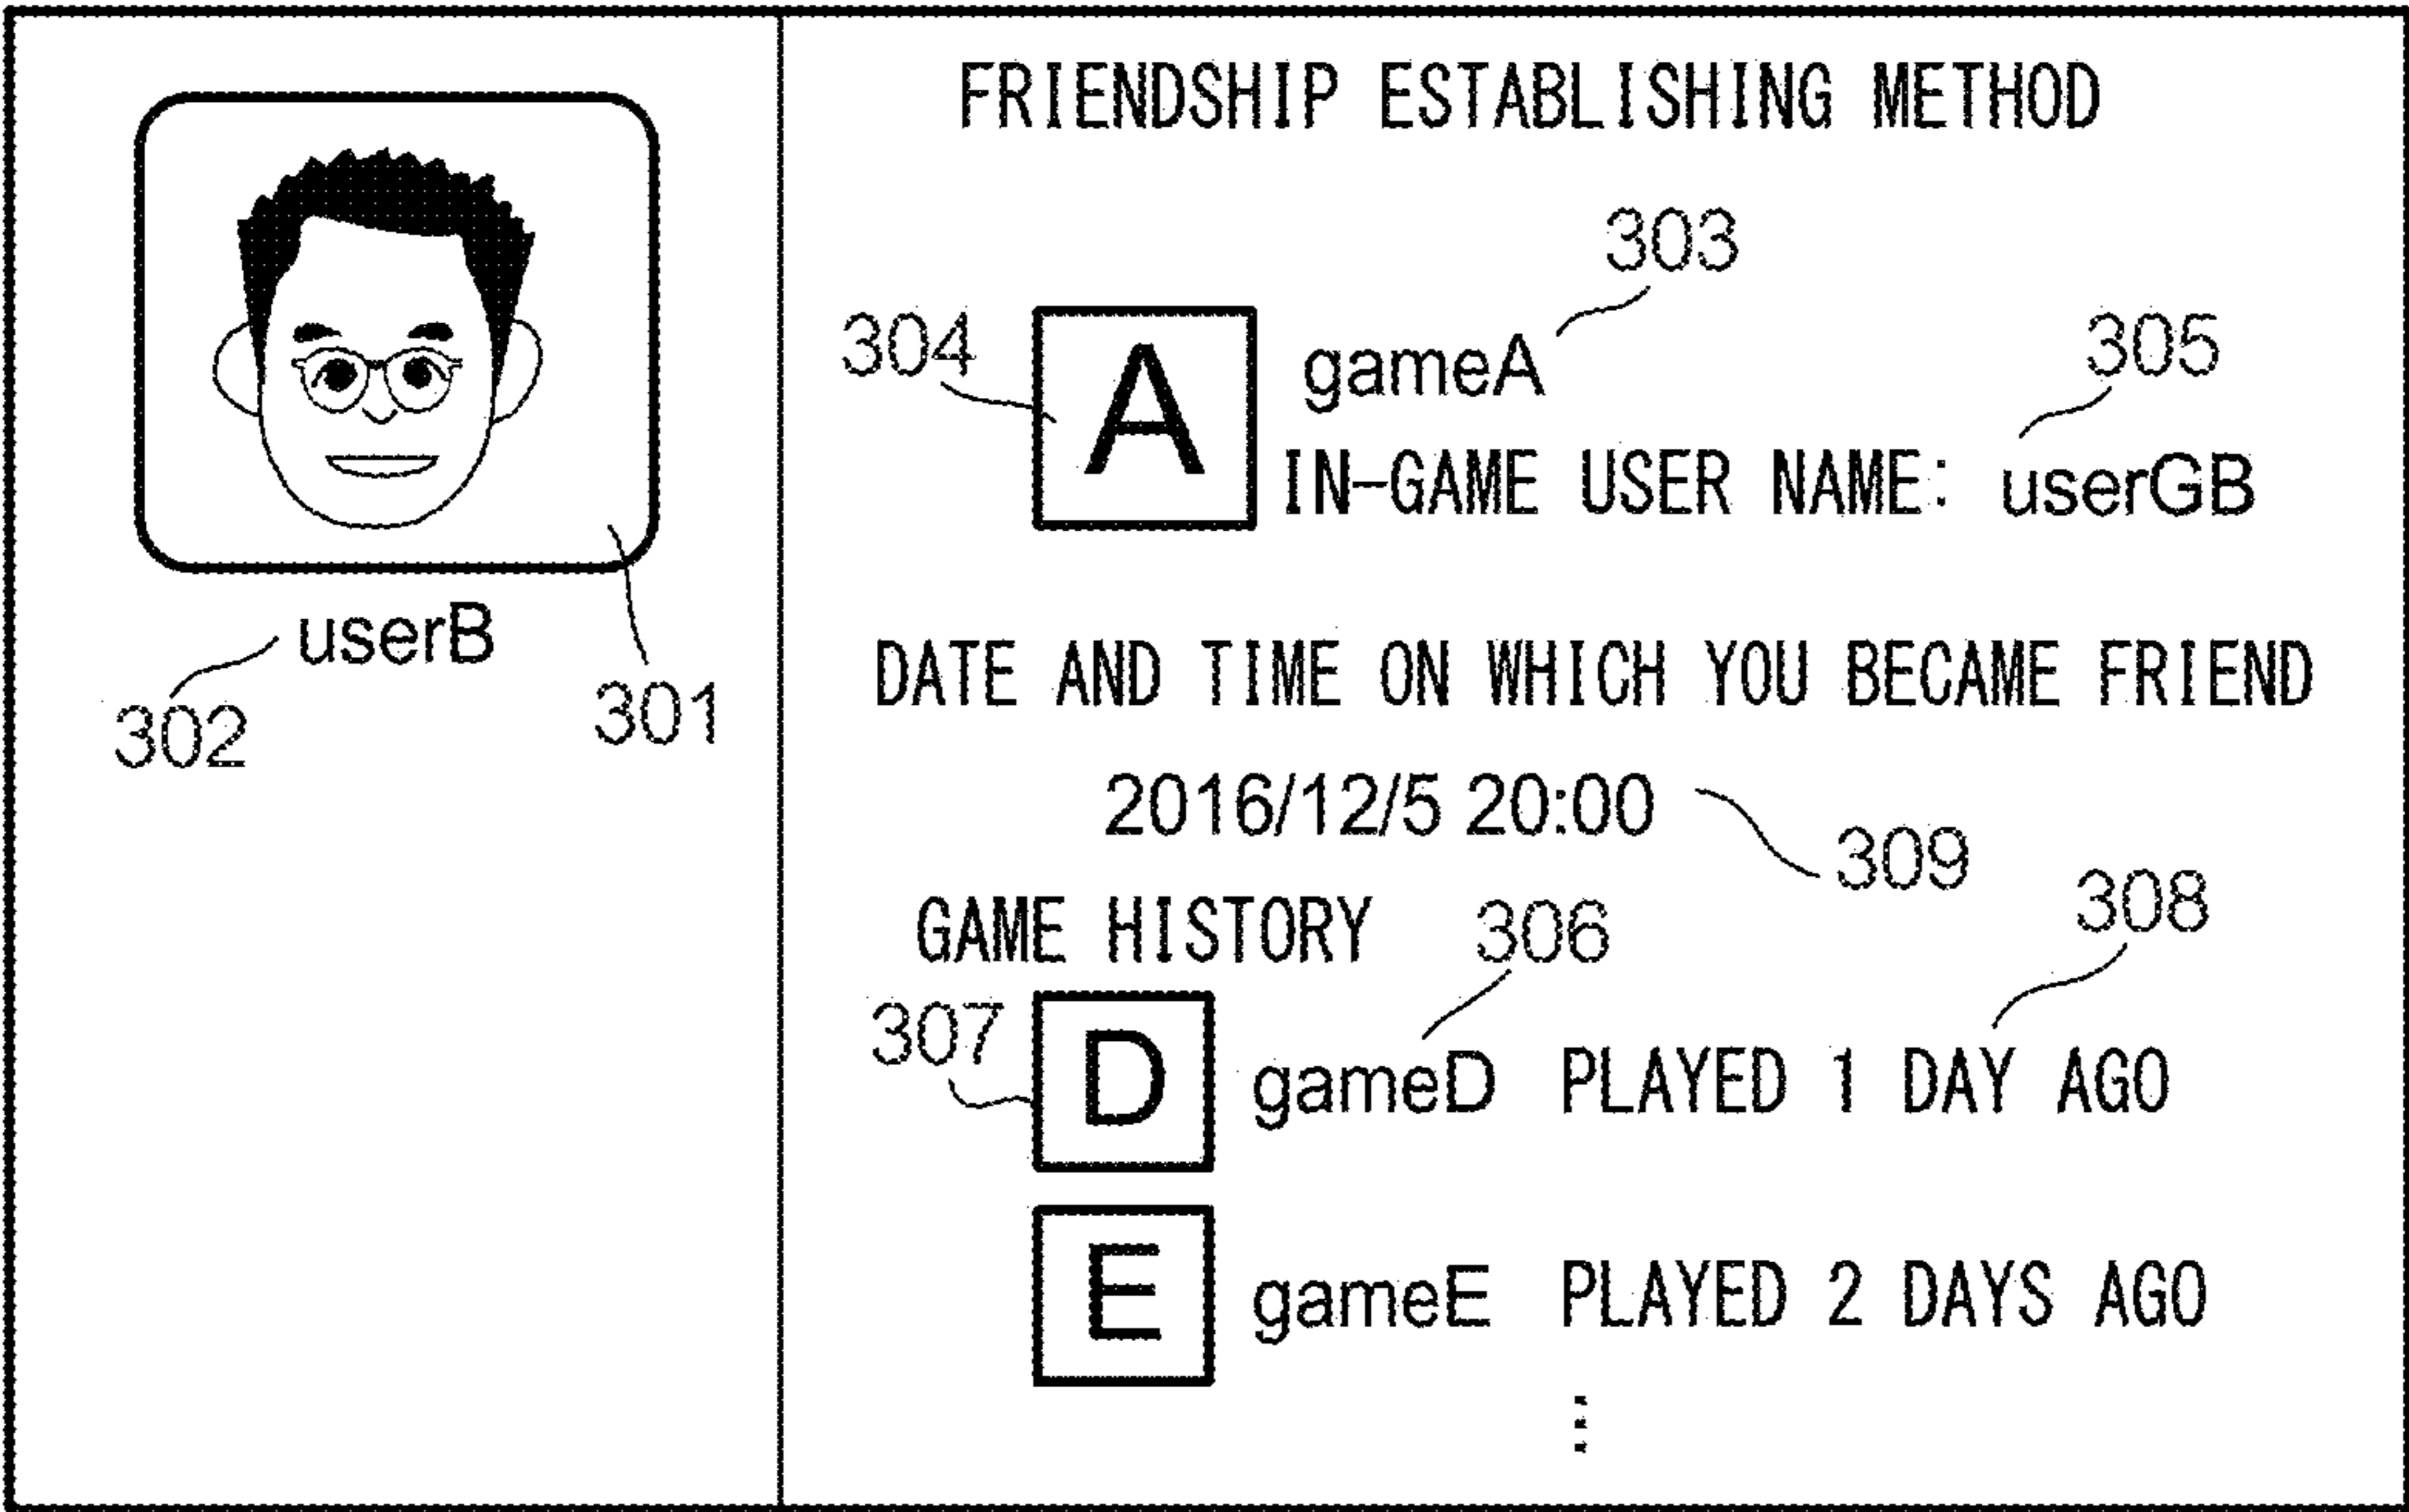 userB
302
301
FRIENDSHIP ESTABLISHING METHOD
303
304
A
gameA
305
IN-GAME USER NAME: userGB
DATE AND TIME ON WHICH YOU BECAME FRIEND
2016/12/5 20:00
309
GAME HISTORY
306
308
307
D
gameD PLAYED 1 DAY AGO
E
gameE PLAYED 2 DAYS AGO